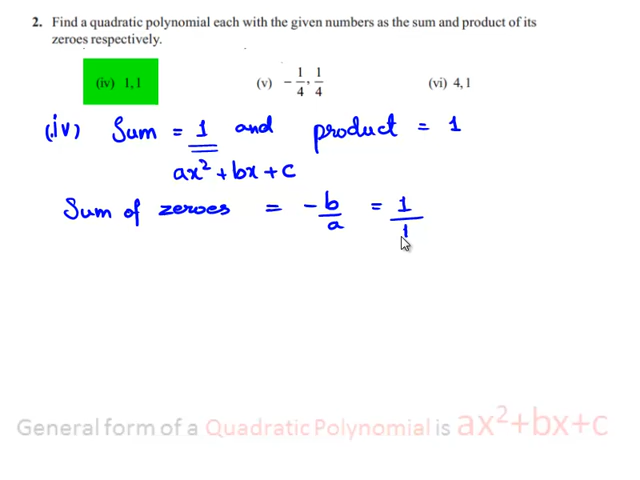 2. Find a quadratic polynomial each with the given numbers as the sum and product of its
zeroes respectively.
(iv) 1, 1 (v) -1/4, 1/4 (vi) 4, 1
(iv) Sum = 1 and product = 1
ax²+bx+c
Sum of zeroes = -b/a = 1/1
General form of a Quadratic Polynomial is ax²+bx+c